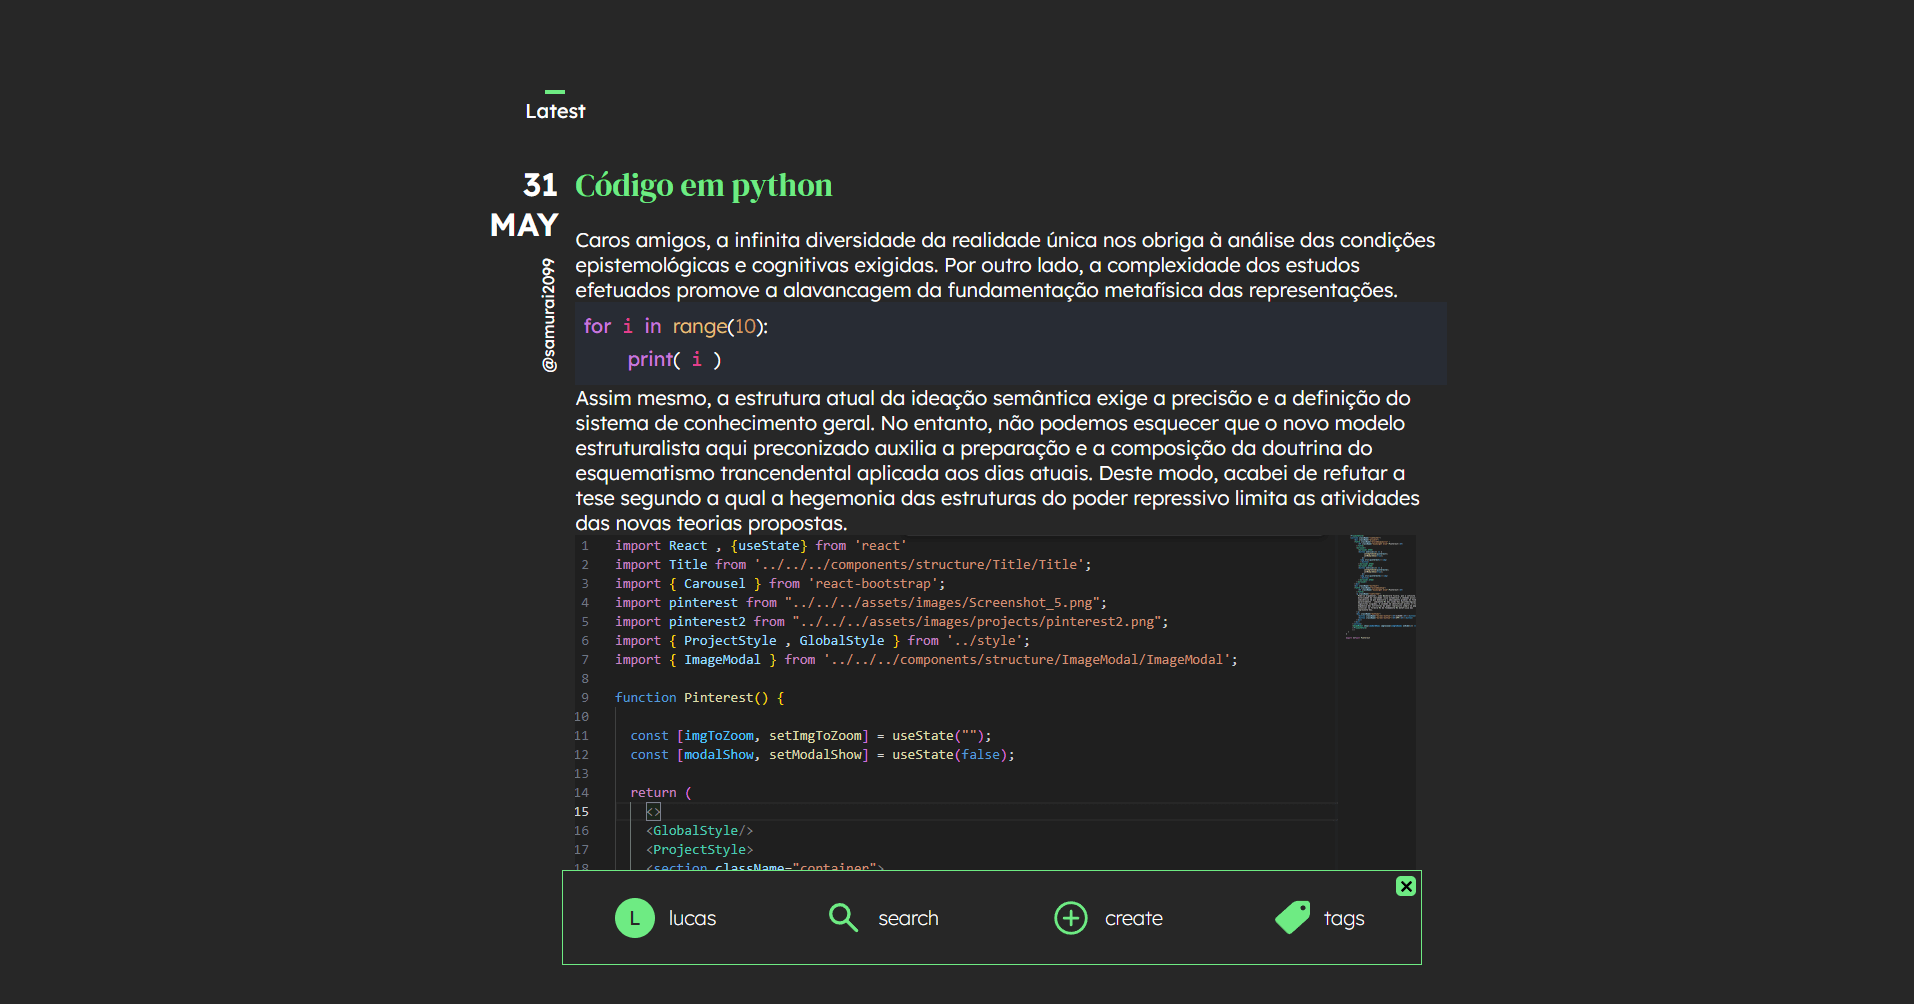 Latest
31
MAY
@samurai2099
Código em python
Caros amigos, a infinita diversidade da realidade única nos obriga à análise das condições
epistemológicas e cognitivas exigidas. Por outro lado, a complexidade dos estudos
efetuados promove a alavancagem da fundamentação metafísica das representações.
for i in range(10):
print( i )
Assim mesmo, a estrutura atual da ideação semântica exige a precisão e a definição do
sistema de conhecimento geral. No entanto, não podemos esquecer que o novo modelo
estruturalista aqui preconizado auxilia a preparação e a composição da doutrina do
esquematismo trancendental aplicada aos dias atuais. Deste modo, acabei de refutar a
tese segundo a qual a hegemonia das estruturas do poder repressivo limita as atividades
das novas teorias propostas.
1 import React , {useState} from 'react'
2 import Title from '../../../components/structure/Title/Title';
3 import { Carousel } from 'react-bootstrap';
4 import pinterest from "../../../assets/images/Screenshot_5.png";
5 import pinterest2 from "../../../assets/images/projects/pinterest2.png";
6 import { ProjectStyle , GlobalStyle } from '../style';
7 import { ImageModal } from '../../../components/structure/ImageModal/ImageModal';
8
9 function Pinterest() {
10
11 const [imgToZoom, setImgToZoom] = useState("");
12 const [modalShow, setModalShow] = useState(false);
13
14 return (
15 <>
16 <GlobalStyle/>
17 <ProjectStyle>
18 <section className="container">
L lucas
search
create
tags